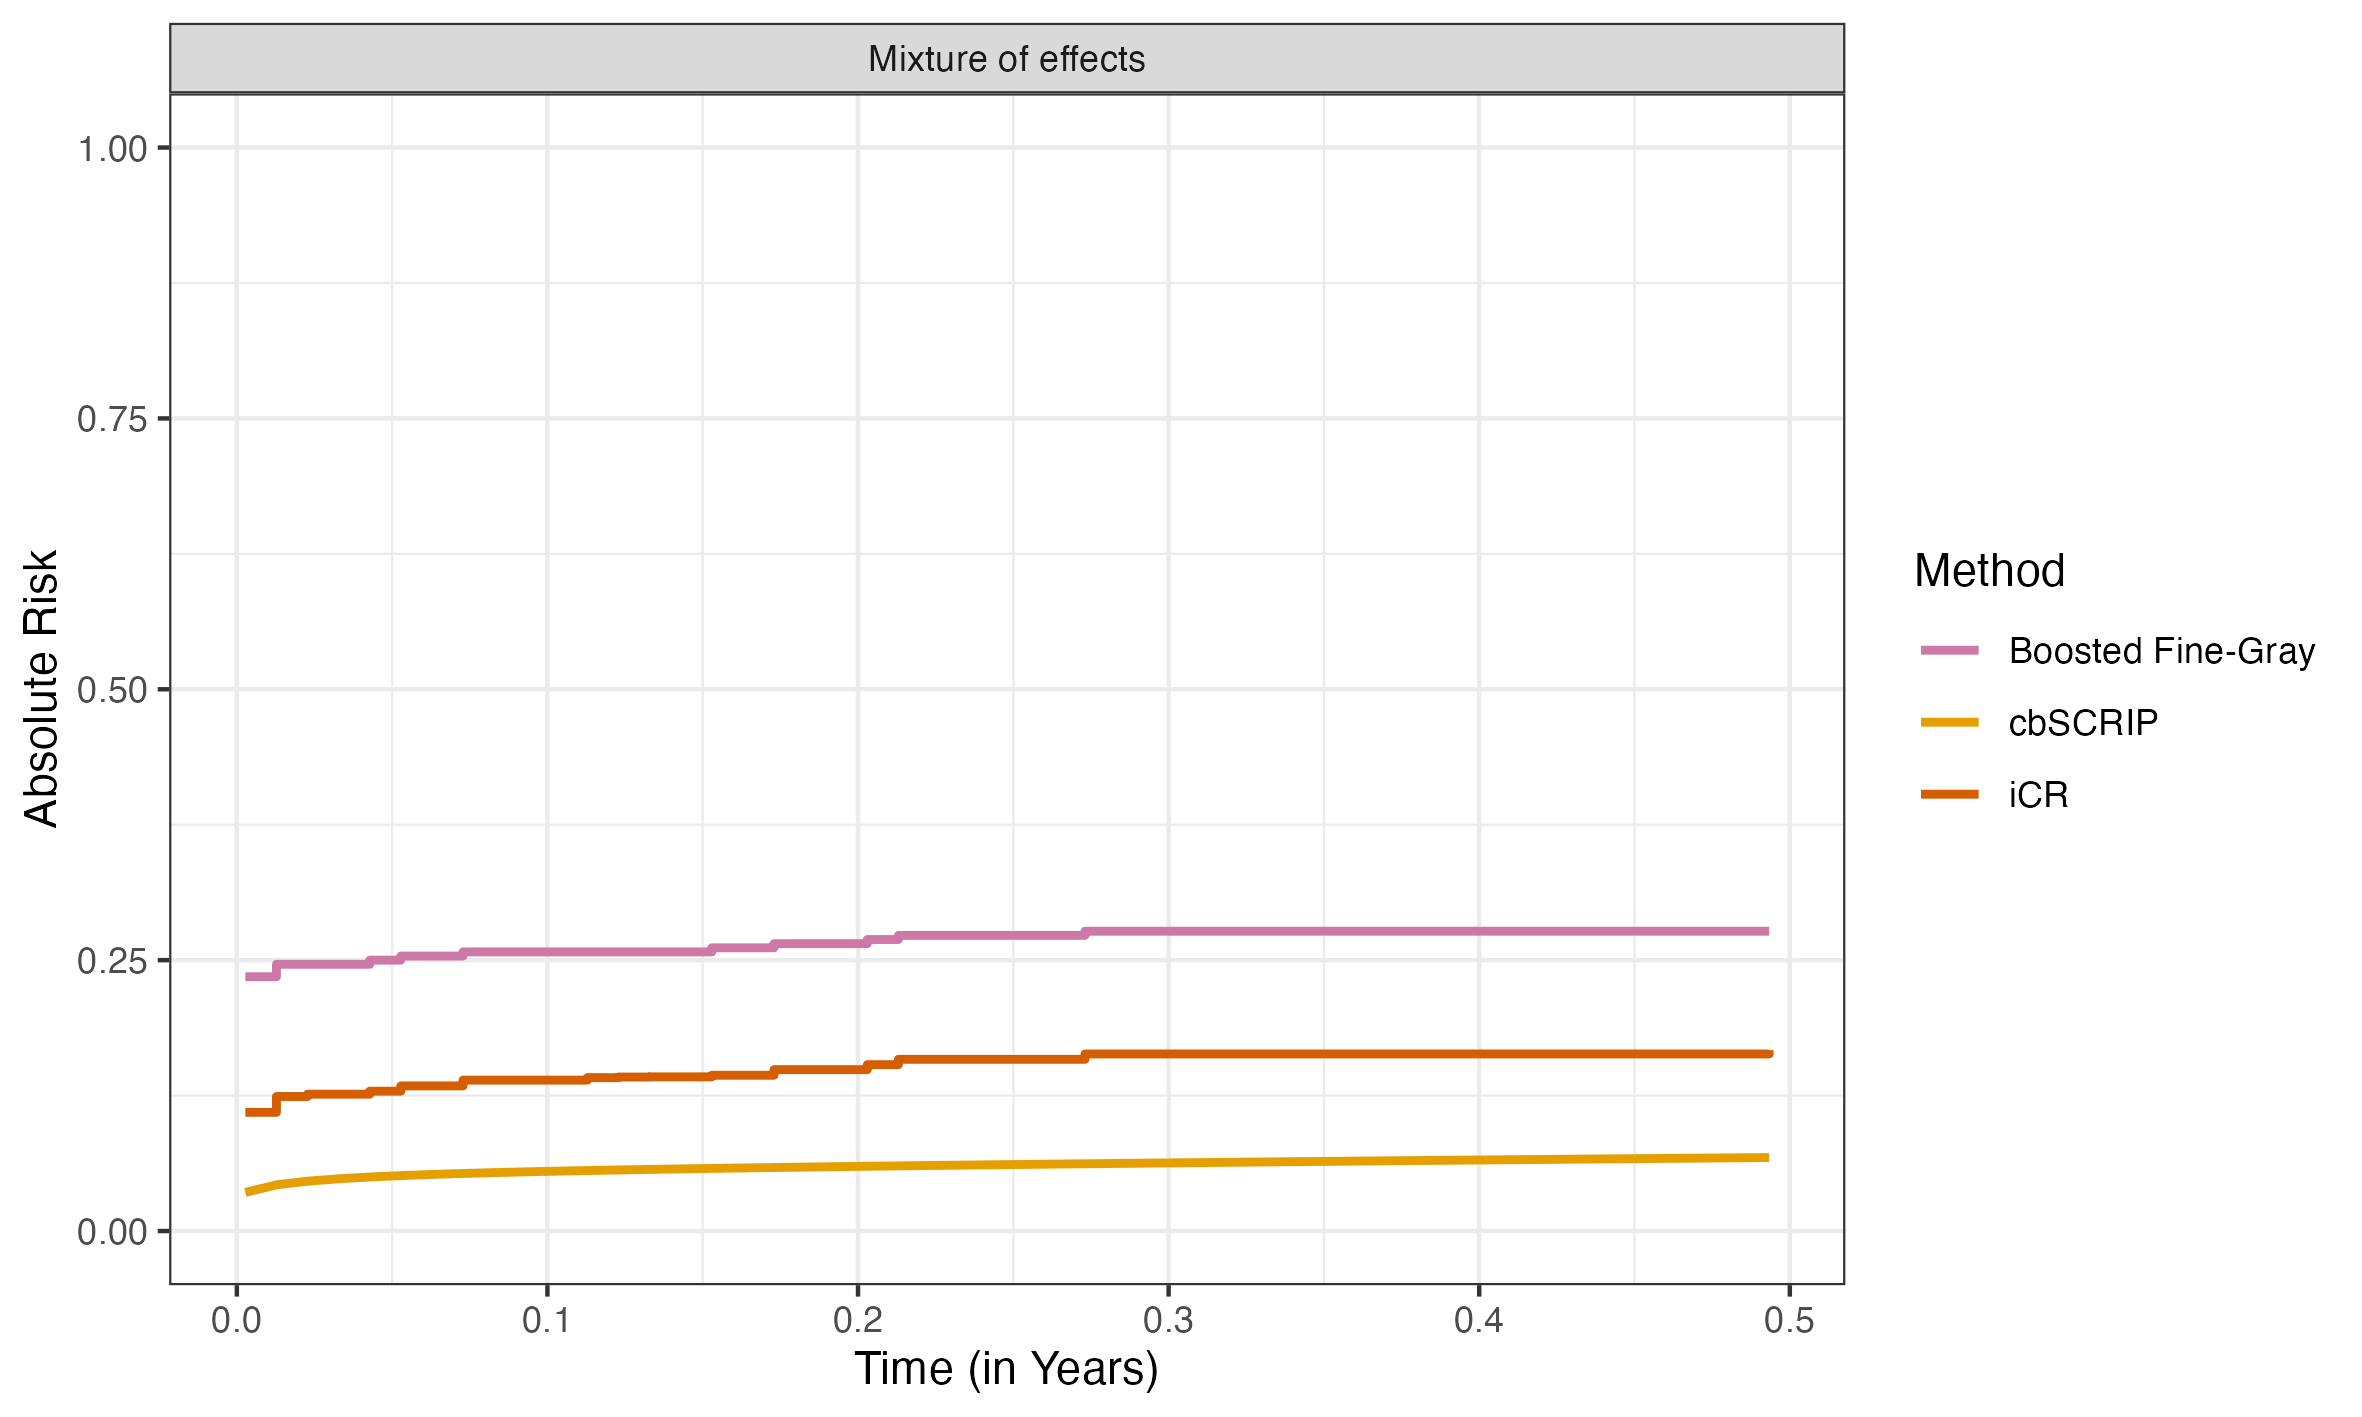 Mixture of effects
1.00
0.75
0.50
0.25
0.00
Absolute Risk
0.0 0.1 0.2 0.3 0.4 0.5
Time (in Years)
Method
Boosted Fine-Gray
cbSCRIP
iCR